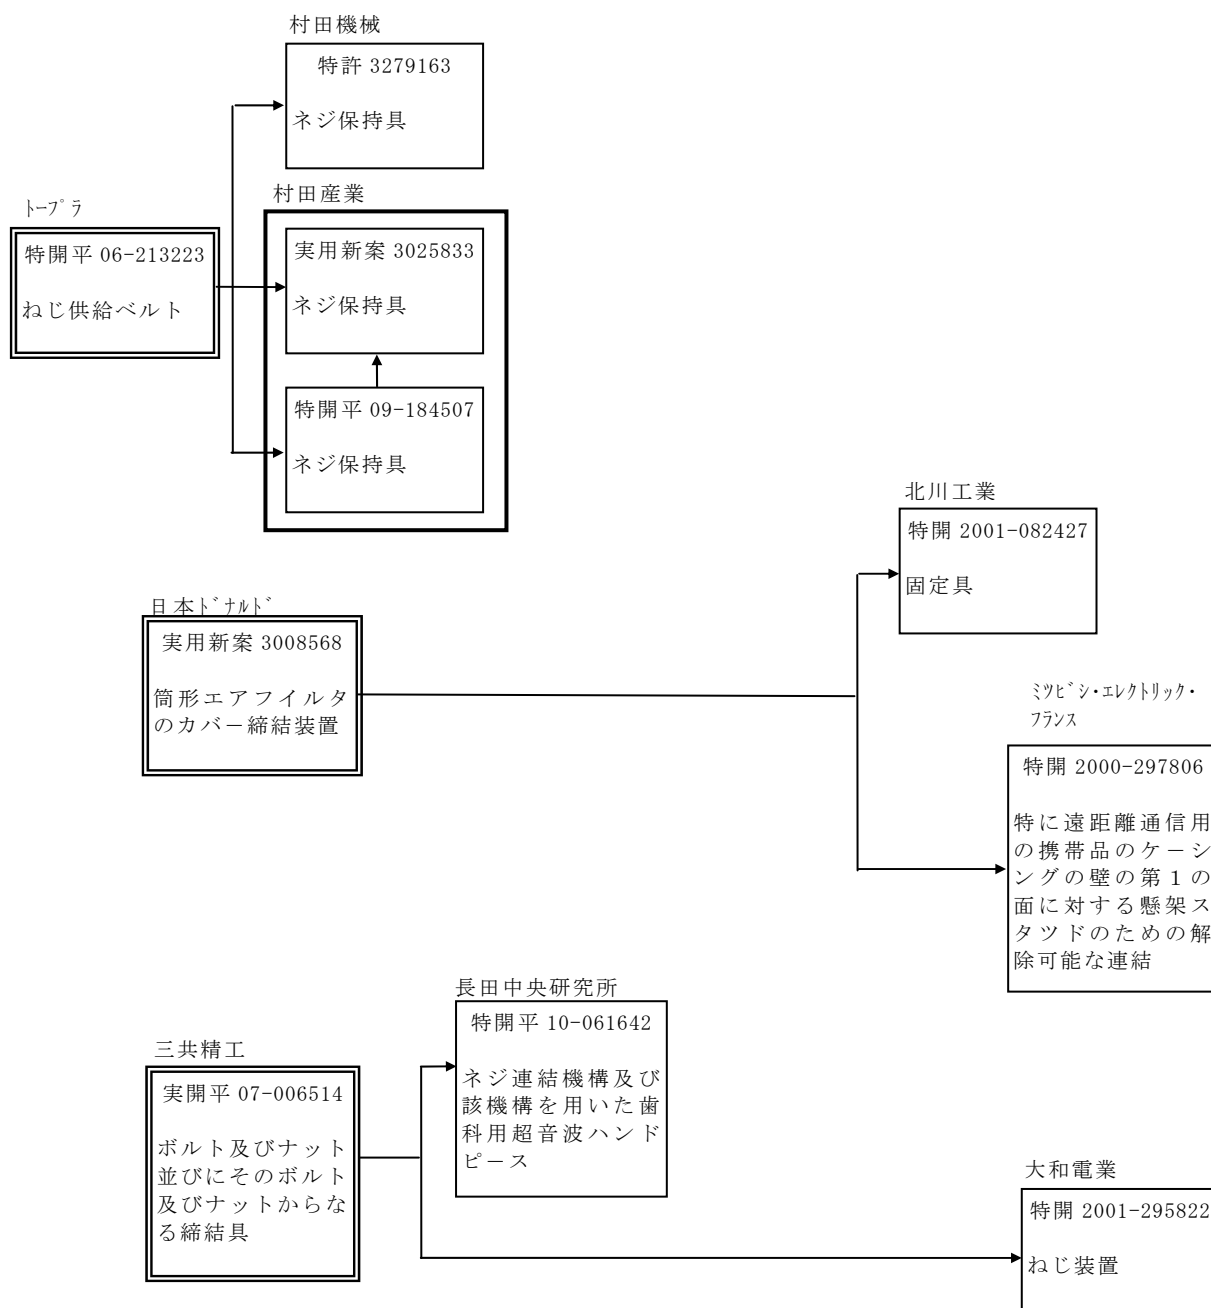 村田機械
特許 3279163
ネジ保持具
村田産業
ﾄｰﾌﾟﾗ
特開平 06-213223
ねじ供給ベルト
実用新案 3025833
ネジ保持具
特開平 09-184507
ネジ保持具
北川工業
特開 2001-082427
固定具
日本ﾄﾞﾅﾙﾄﾞ
実用新案 3008568
筒形エアフイルタ
のカバ－締結装置
ﾐﾂﾋﾞｼ・ｴﾚｸﾄﾘｯｸ・
ﾌﾗﾝｽ
特開 2000-297806
特に遠距離通信用
の携帯品のケ－シ
ングの壁の第１の
面に対する懸架ス
タツドのための解
除可能な連結
長田中央研究所
特開平 10-061642
ネジ連結機構及び
該機構を用いた歯
科用超音波ハンド
ピ－ス
三共精工
実開平 07-006514
ボルト及びナット
並びにそのボルト
及びナットからな
る締結具
大和電業
特開 2001-295822
ねじ装置